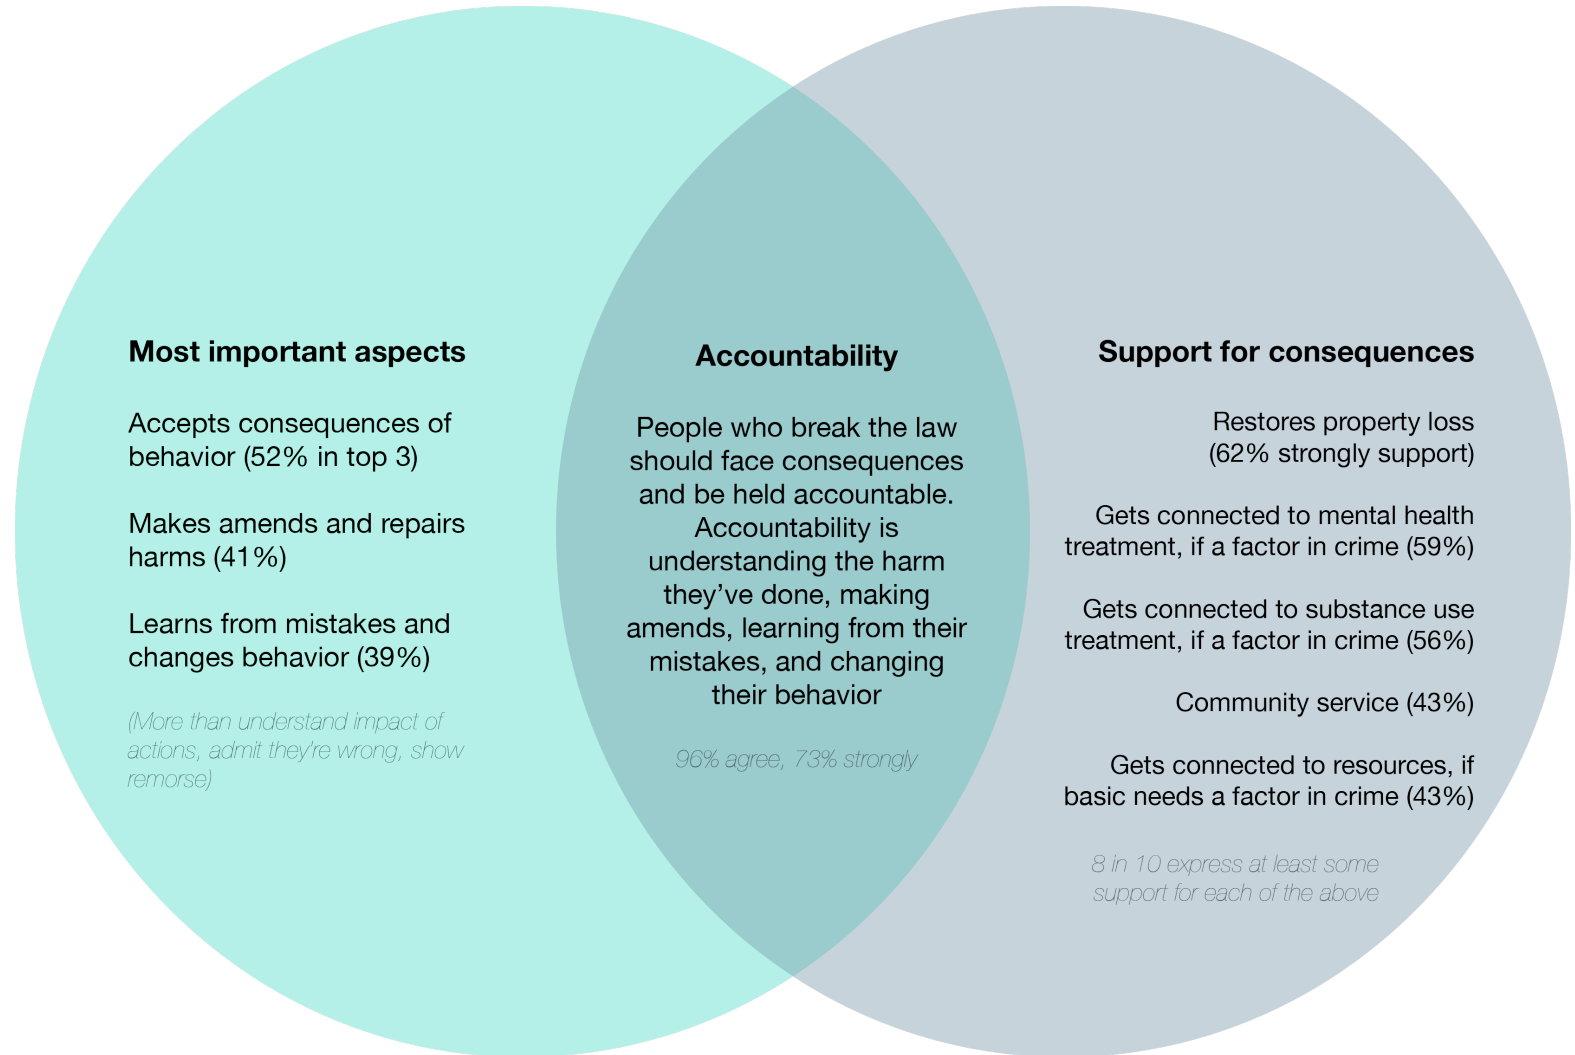 Most important aspects
Accepts consequences of
behavior (52% in top 3)
Makes amends and repairs
harms (41%)
Learns from mistakes and
changes behavior (39%)
(More than understand impact of
actions, admit they're wrong, show
remorse)
Accountability
People who break the law
should face consequences
and be held accountable.
Accountability is
understanding the harm
they’ve done, making
amends, learning from their
mistakes, and changing
their behavior
96% agree, 73% strongly
Support for consequences
Restores property loss
(62% strongly support)
Gets connected to mental health
treatment, if a factor in crime (59%)
Gets connected to substance use
treatment, if a factor in crime (56%)
Community service (43%)
Gets connected to resources, if
basic needs a factor in crime (43%)
8 in 10 express at least some
support for each of the above